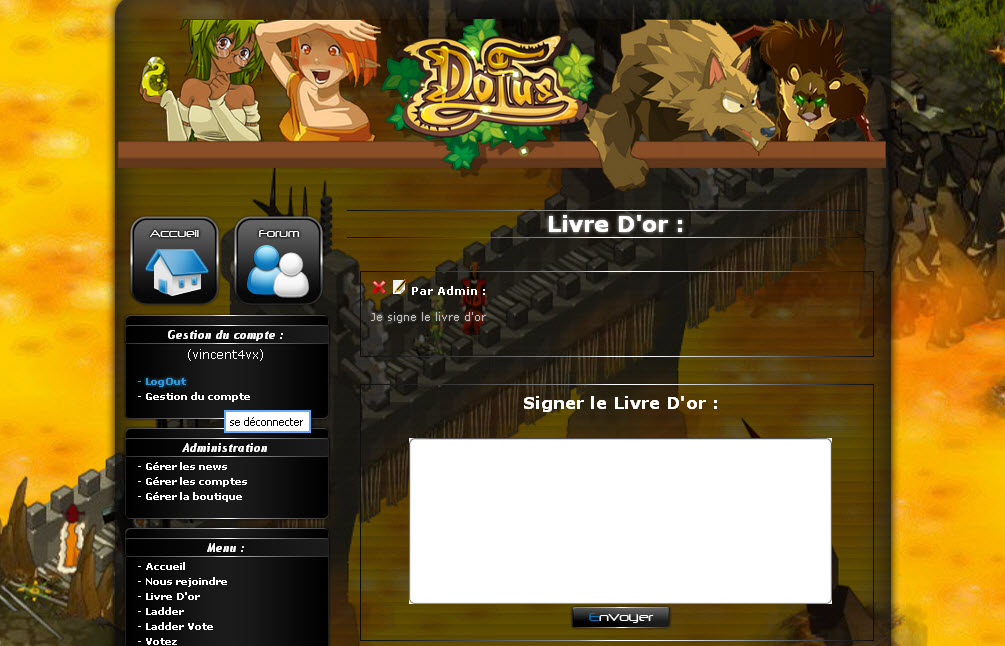 Dofus
Accueil
Forum
Livre D'or :
Par Admin :
Je signe le livre d'or
Gestion du compte :
(vincent4vx)
- LogOut
- Gestion du compte
se déconnecter
Administration
- Gérer les news
- Gérer les comptes
- Gérer la boutique
Menu :
- Accueil
- Nous rejoindre
- Livre D'or
- Ladder
- Ladder Vote
- Votez
Signer le Livre D'or :
EnVoyer